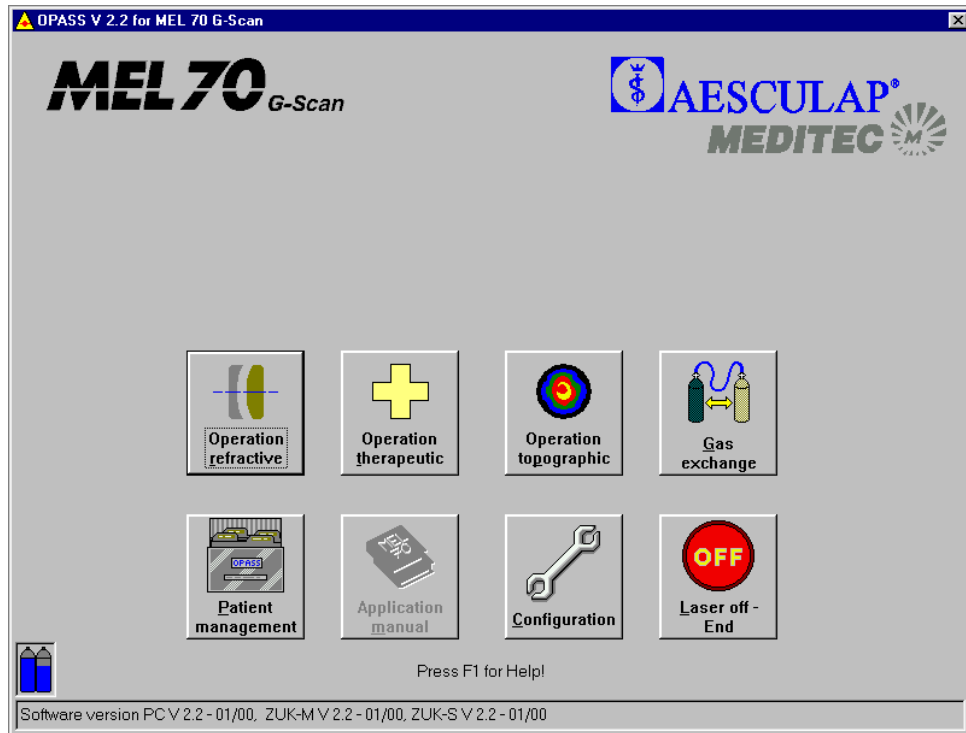 OPASS V 2.2 for MEL 70 G-Scan
MEL 70 G-Scan
AESCULAP®
MEDITEC M
Operation
refractive
Operation
therapeutic
Operation
topographic
Gas
exchange
OPASS
Patient
management
MEL
70
Application
manual
Configuration
OFF
Laser off -
End
Press F1 for Help!
Software version PC V 2.2 - 01/00, ZUK-M V 2.2 - 01/00, ZUK-S V 2.2 - 01/00